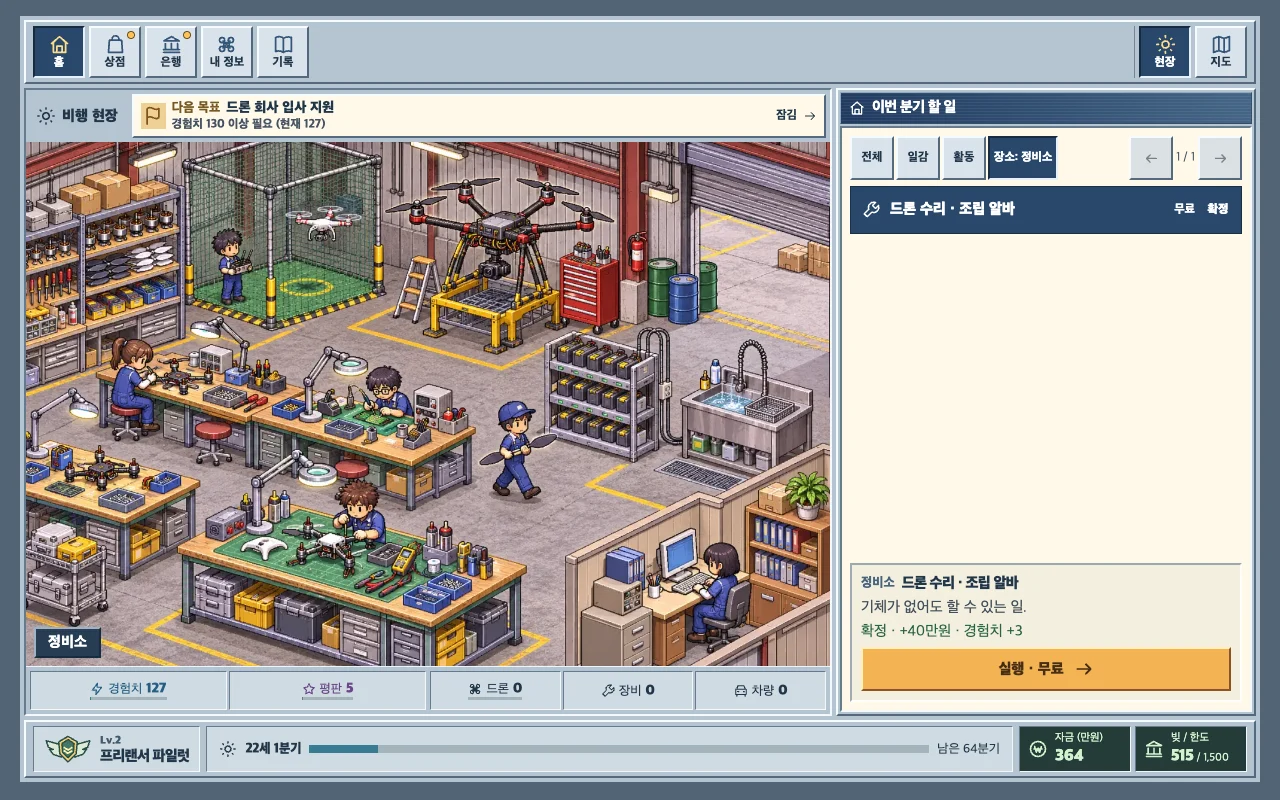 홈
상점
은행
내 정보
기록
현장
지도
비행 현장
다음 목표 드론 회사 입사 지원
경험치 130 이상 필요 (현재 127)
잠김 →
이번 분기 할 일
전체
일감
활동
장소: 정비소
←
1 / 1
→
드론 수리 · 조립 알바
무료 확정
정비소
정비소 드론 수리 · 조립 알바
기체가 없어도 할 수 있는 일.
확정 · +40만원 · 경험치 +3
실행 · 무료 →
경험치 127
평판 5
드론 0
장비 0
차량 0
Lv.2
프리랜서 파일럿
22세 1분기
남은 64분기
자금 (만원)
364
빚 / 한도
515 / 1,500